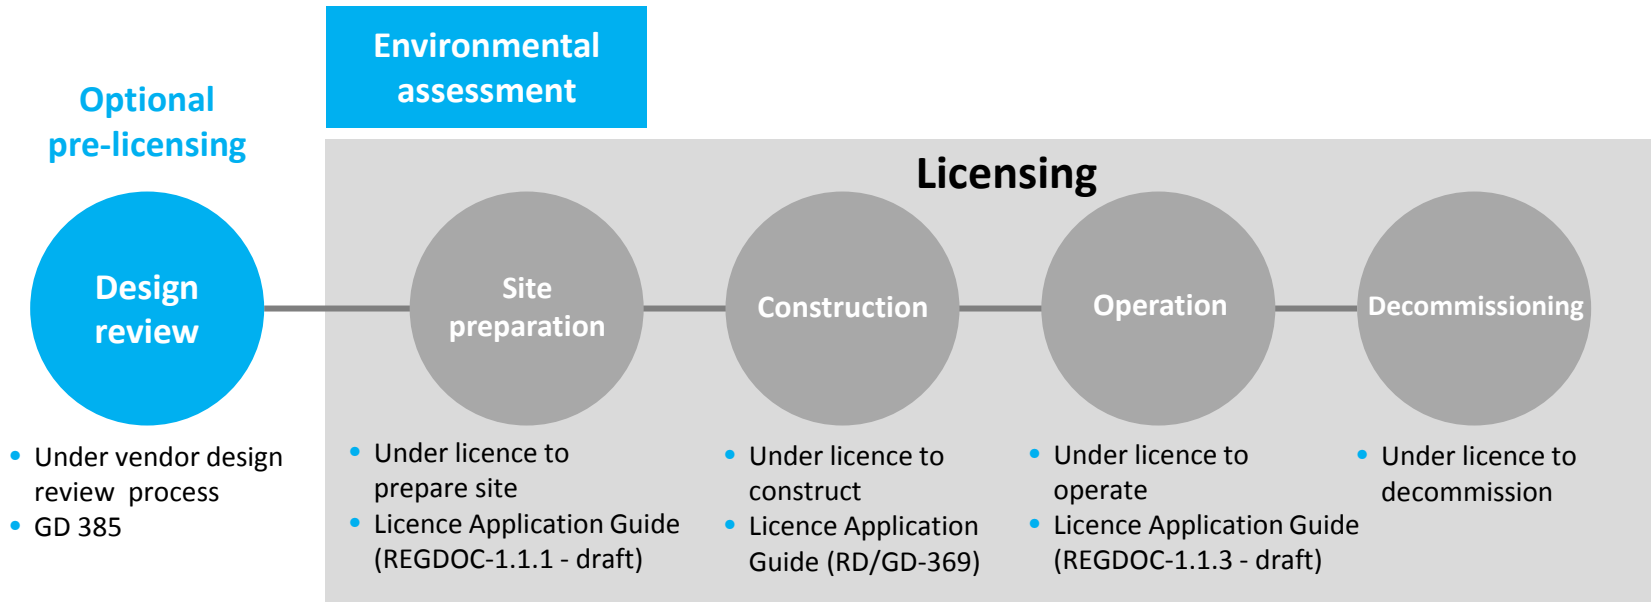 Environmental
assessment
Optional
pre-licensing
Licensing
Design
review
Site
preparation
Construction
Operation
Decommissioning
• Under vendor design
review process
• GD 385
• Under licence to
prepare site
• Licence Application Guide
(REGDOC-1.1.1 - draft)
• Under licence to
construct
• Licence Application
Guide (RD/GD-369)
• Under licence to
operate
• Licence Application Guide
(REGDOC-1.1.3 - draft)
• Under licence to
decommission